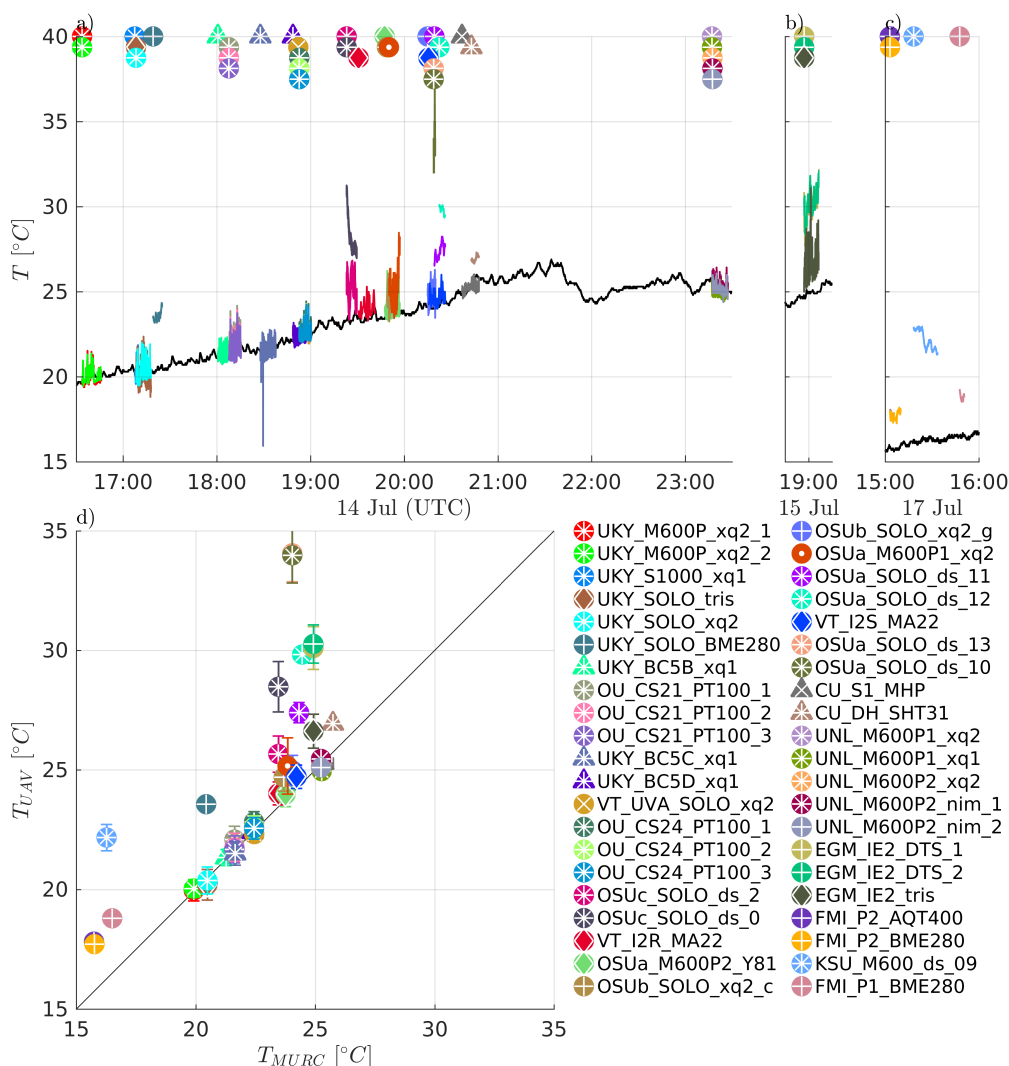 a)
b)
c)
T [°C]
40
35
30
25
20
15
17:00
18:00
19:00
20:00
21:00
22:00
23:00
19:00
15:00
16:00
14 Jul (UTC)
15 Jul
17 Jul
d)
T_UAV [°C]
35
30
25
20
15
15
20
25
30
35
T_MURC [°C]
UKY_M600P_xq2_1
UKY_M600P_xq2_2
UKY_S1000_xq1
UKY_SOLO_tris
UKY_SOLO_xq2
UKY_SOLO_BME280
UKY_BC5B_xq1
OU_CS21_PT100_1
OU_CS21_PT100_2
OU_CS21_PT100_3
UKY_BC5C_xq1
UKY_BC5D_xq1
VT_UVA_SOLO_xq2
OU_CS24_PT100_1
OU_CS24_PT100_2
OU_CS24_PT100_3
OSUc_SOLO_ds_2
OSUc_SOLO_ds_0
VT_I2R_MA22
OSUa_M600P2_Y81
OSUb_SOLO_xq2_c
OSUb_SOLO_xq2_g
OSUa_M600P1_xq2
OSUa_SOLO_ds_11
OSUa_SOLO_ds_12
VT_I2S_MA22
OSUa_SOLO_ds_13
OSUa_SOLO_ds_10
CU_S1_MHP
CU_DH_SHT31
UNL_M600P1_xq2
UNL_M600P1_xq1
UNL_M600P2_xq2
UNL_M600P2_nim_1
UNL_M600P2_nim_2
EGM_IE2_DTS_1
EGM_IE2_DTS_2
EGM_IE2_tris
FMI_P2_AQT400
FMI_P2_BME280
KSU_M600_ds_09
FMI_P1_BME280